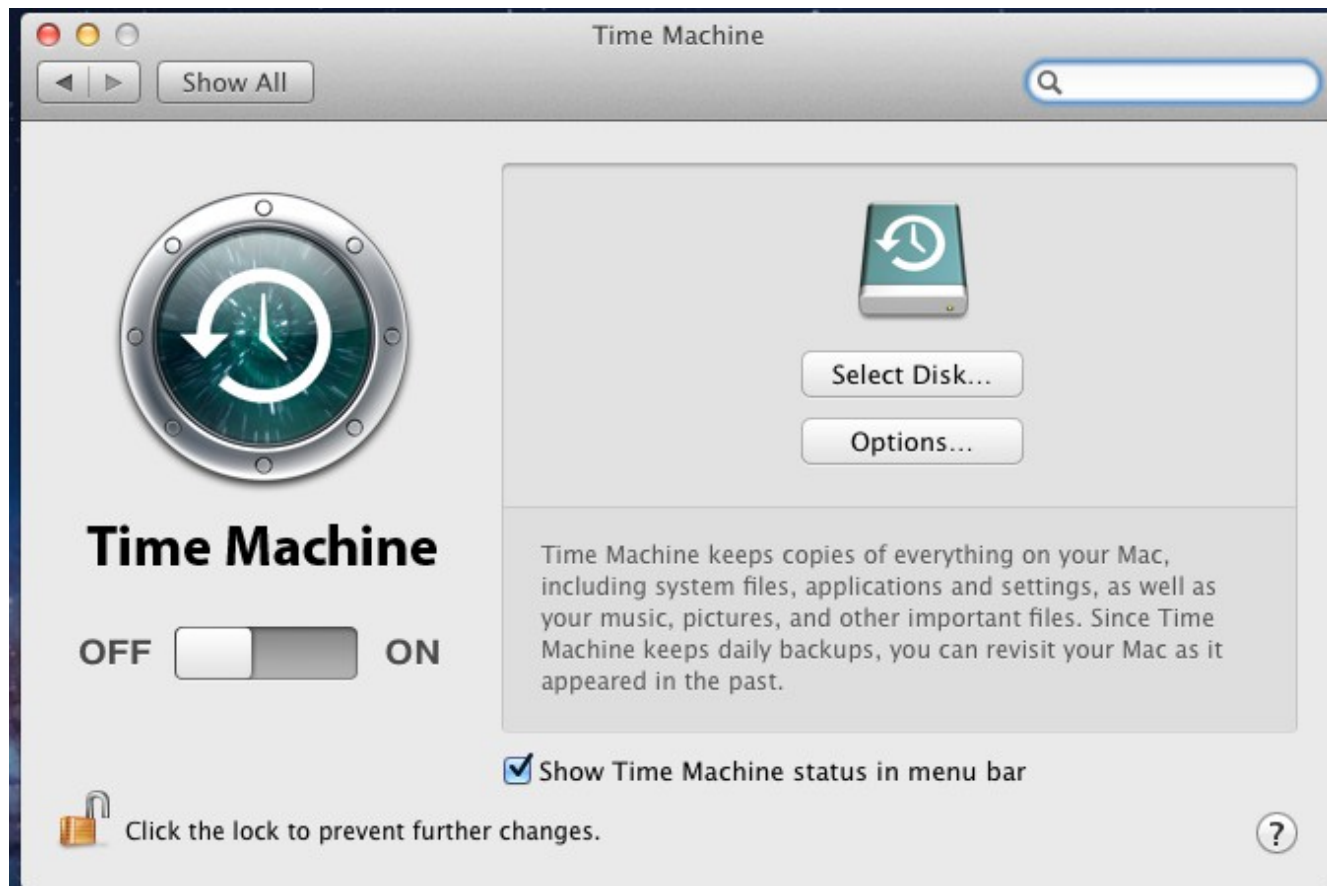 Time Machine
Show All
Select Disk...
Options...
Time Machine
OFF
ON
Time Machine keeps copies of everything on your Mac,
including system files, applications and settings, as well as
your music, pictures, and other important files. Since Time
Machine keeps daily backups, you can revisit your Mac as it
appeared in the past.
Show Time Machine status in menu bar
Click the lock to prevent further changes.
?